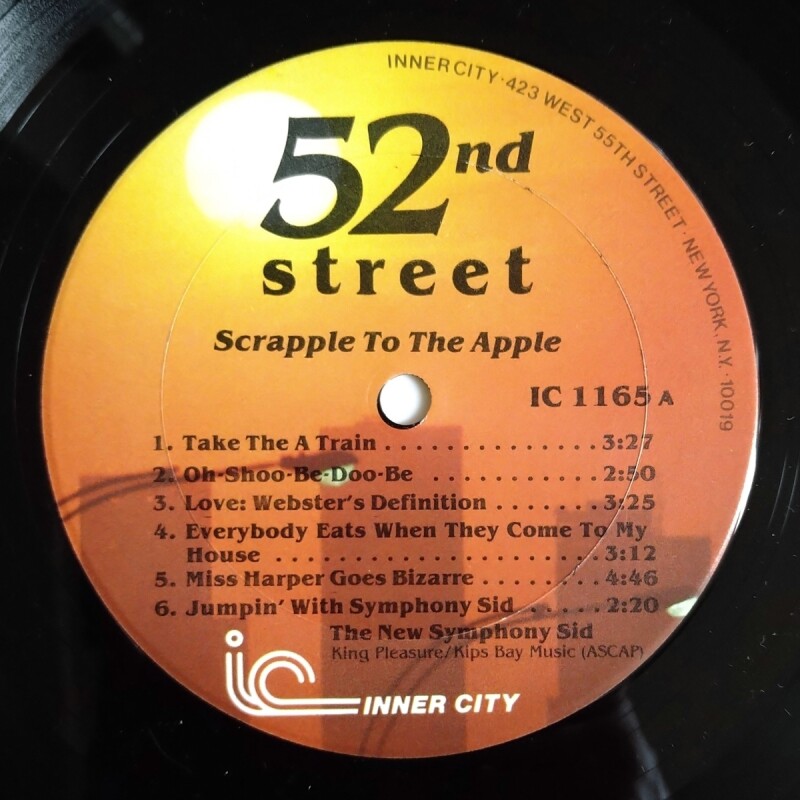 INNER CITY · 423 WEST 55TH STREET · NEW YORK, N.Y. · 10019
52nd
street
Scrapple To The Apple
IC 1165 A
1. Take The A Train . . . . . . . . . . . . . . . 3:27
2. Oh-Shoo-Be-Doo-Be . . . . . . . . . . . 2:50
3. Love: Webster's Definition . . . . . . . 3:25
4. Everybody Eats When They Come To My
House . . . . . . . . . . . . . . . . . . . . . . 3:12
5. Miss Harper Goes Bizarre . . . . . . . . 4:46
6. Jumpin' With Symphony Sid . . . . . . 2:20
The New Symphony Sid
King Pleasure/Kips Bay Music (ASCAP)
ic
INNER CITY